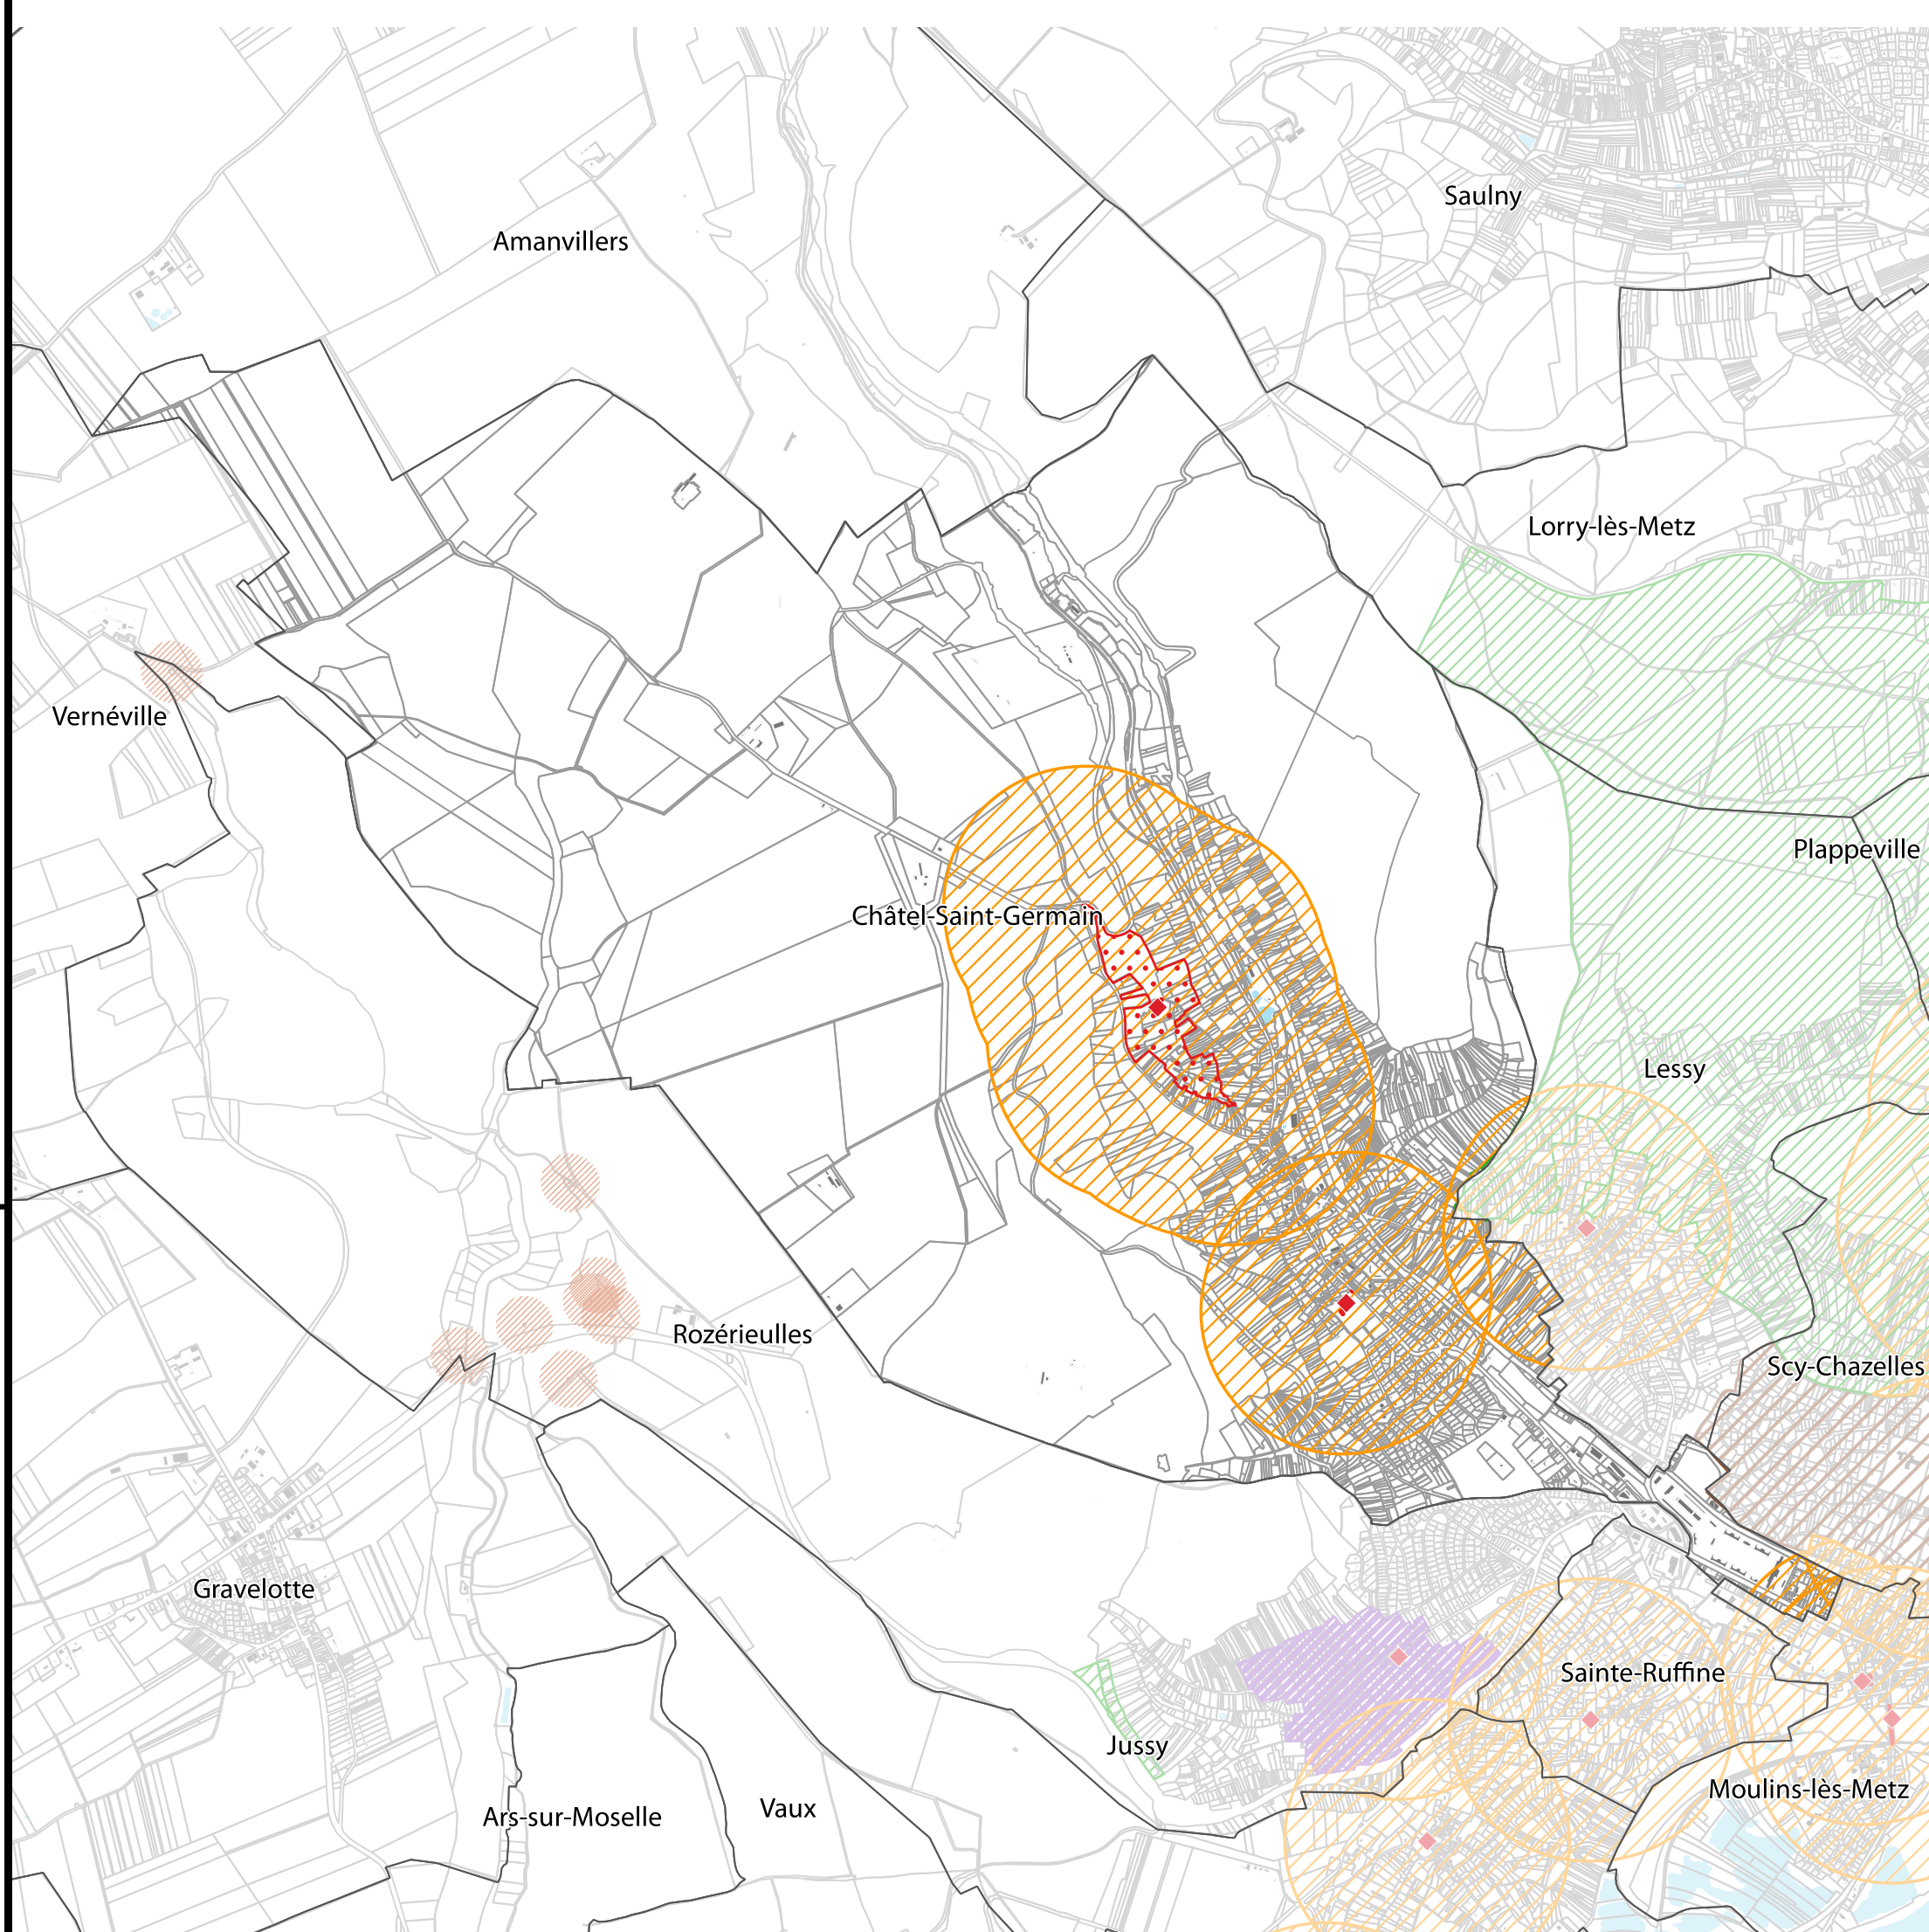 Saulny
Amanvillers
Lorry-lès-Metz
Vernéville
Plappeville
Châtel-Saint-Germain
Lessy
Rozérieulles
Scy-Chazelles
Gravelotte
Sainte-Ruffine
Jussy
Moulins-lès-Metz
Vaux
Ars-sur-Moselle